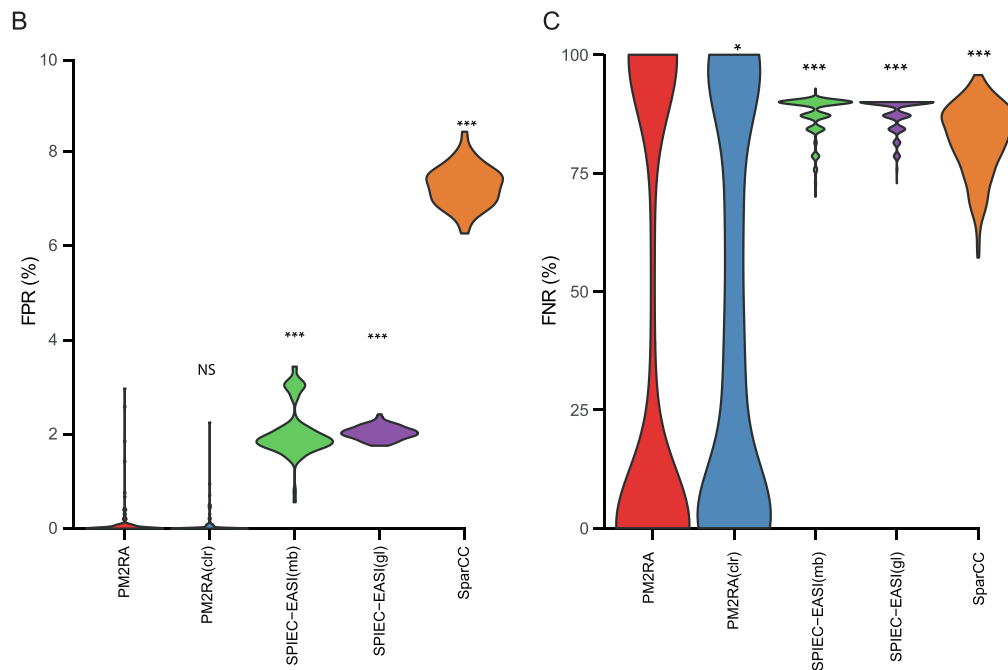 B
10
8
6
4
2
0
FPR (%)
NS
***
***
***
PM2RA
PM2RA(clr)
SPIEC−EASI(mb)
SPIEC−EASI(gl)
SparCC
C
100
75
50
25
0
FNR (%)
*
***
***
***
PM2RA
PM2RA(clr)
SPIEC−EASI(mb)
SPIEC−EASI(gl)
SparCC